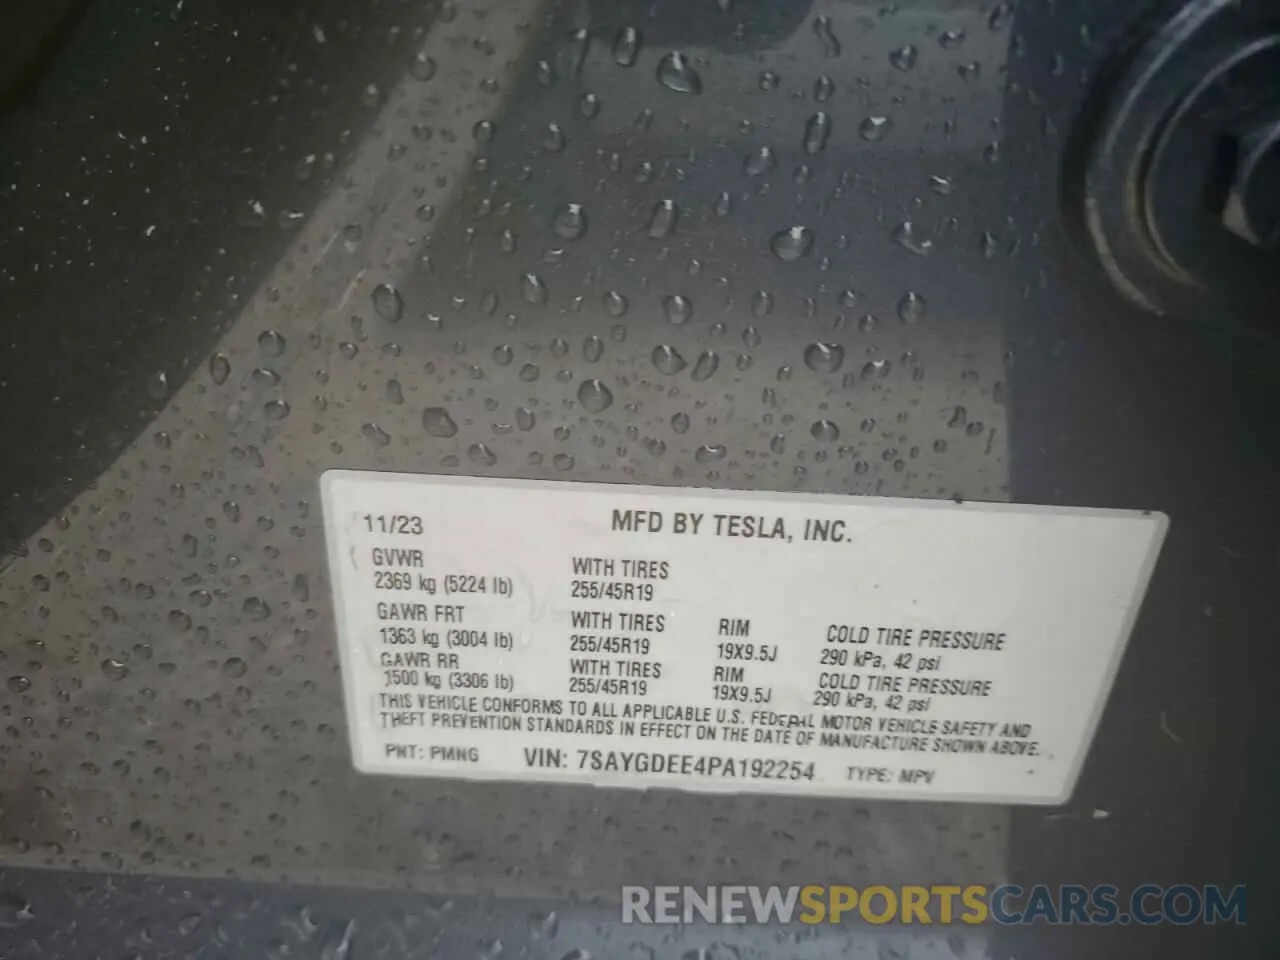 11/23 MFD BY TESLA, INC.
GVWR WITH TIRES
2369 kg (5224 lb) 255/45R19
GAWR FRT WITH TIRES RIM COLD TIRE PRESSURE
1363 kg (3004 lb) 255/45R19 19X9.5J 290 kPa, 42 psi
GAWR RR WITH TIRES RIM COLD TIRE PRESSURE
1500 kg (3306 lb) 255/45R19 19X9.5J 290 kPa, 42 psi
THIS VEHICLE CONFORMS TO ALL APPLICABLE U.S. FEDERAL MOTOR VEHICLE SAFETY AND
THEFT PREVENTION STANDARDS IN EFFECT ON THE DATE OF MANUFACTURE SHOWN ABOVE.
PNT: PMNG VIN: 7SAYGDEE4PA192254 TYPE: MPV
RENEWSPORTSCARS.COM